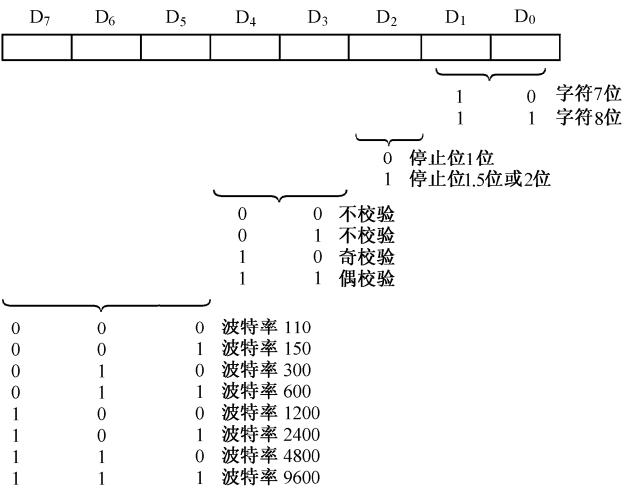 D₇ D₆ D₅ D₄ D₃ D₂ D₁ D₀
1 0 字符7位
1 1 字符8位
0 停止位1位
1 停止位1.5位或2位
0 0 不校验
0 1 不校验
1 0 奇校验
1 1 偶校验
0 0 0 波特率 110
0 0 1 波特率 150
0 1 0 波特率 300
0 1 1 波特率 600
1 0 0 波特率 1200
1 0 1 波特率 2400
1 1 0 波特率 4800
1 1 1 波特率 9600